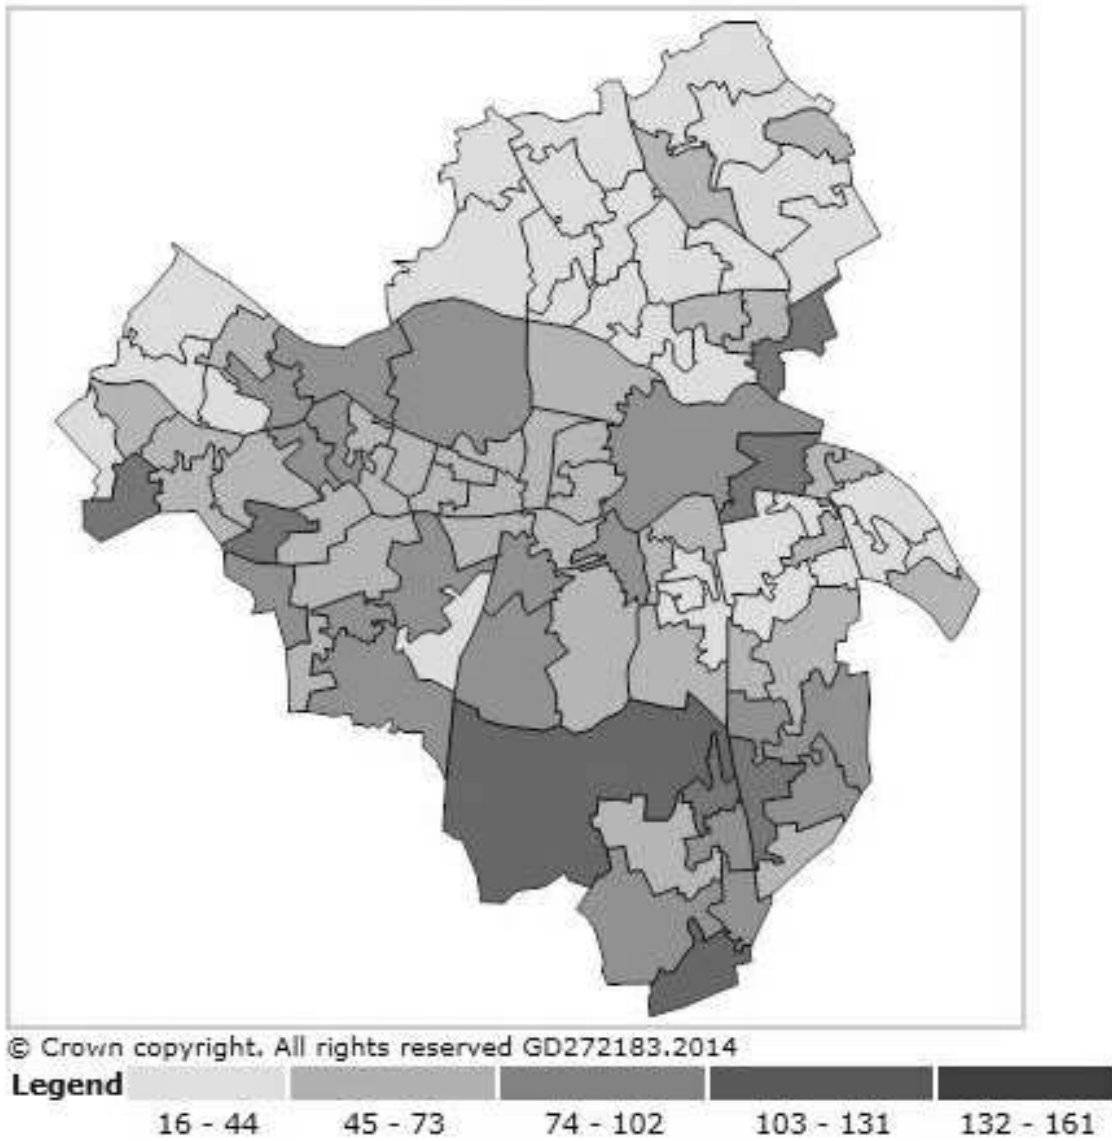 © Crown copyright. All rights reserved GD272183.2014
Legend
16 - 44 45 - 73 74 - 102 103 - 131 132 - 161